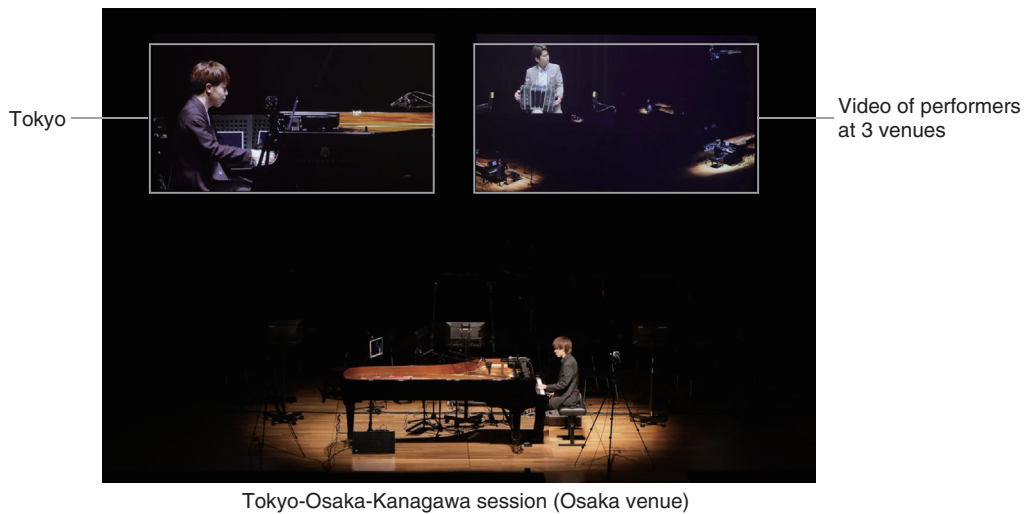 Tokyo
Video of performers
at 3 venues
Tokyo-Osaka-Kanagawa session (Osaka venue)